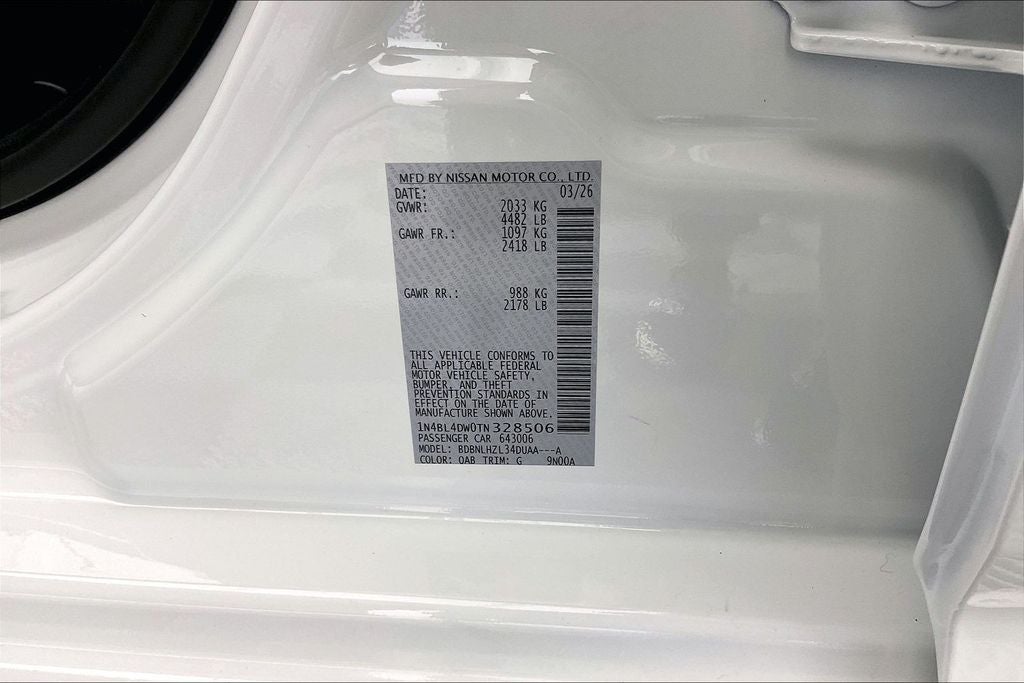 MFD BY NISSAN MOTOR CO., LTD.
DATE: 03/26
GVWR: 2033 KG
4482 LB
GAWR FR.: 1097 KG
2418 LB
GAWR RR.: 988 KG
2178 LB
THIS VEHICLE CONFORMS TO
ALL APPLICABLE FEDERAL
MOTOR VEHICLE SAFETY,
BUMPER, AND THEFT
PREVENTION STANDARDS IN
EFFECT ON THE DATE OF
MANUFACTURE SHOWN ABOVE.
1N4BL4DW0TN328506
PASSENGER CAR 643006
MODEL: BDBNLHZL34DUAA---A
COLOR: QAB TRIM: G 9N00A